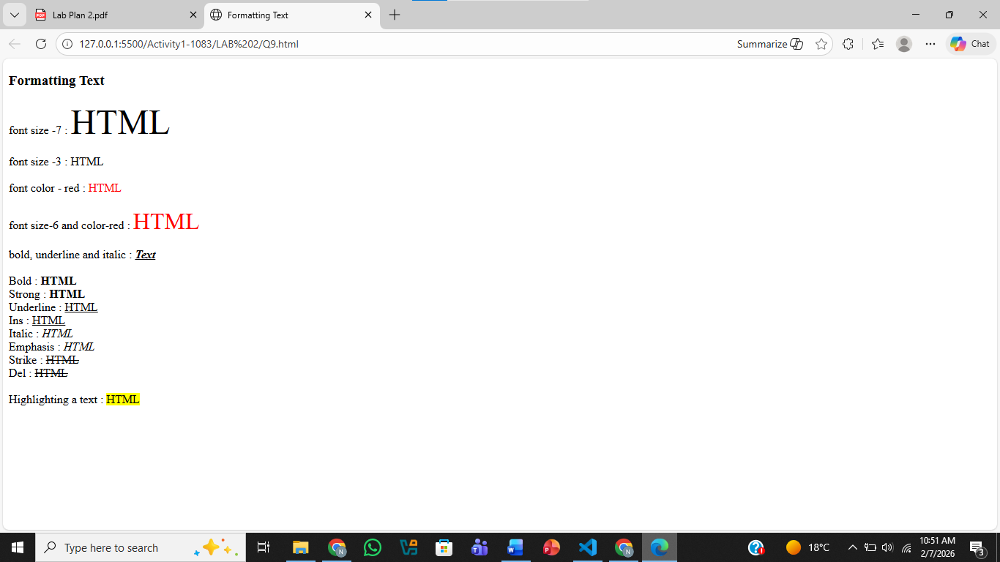 Lab Plan 2.pdf
Formatting Text
127.0.0.1:5500/Activity1-1083/LAB%202/Q9.html
Summarize
Chat
Formatting Text
font size -7 : HTML
font size -3 : HTML
font color - red : HTML
font size-6 and color-red : HTML
bold, underline and italic : Text
Bold : HTML
Strong : HTML
Underline : HTML
Ins : HTML
Italic : HTML
Emphasis : HTML
Strike : HTML
Del : HTML
Highlighting a text : HTML
Type here to search
18°C
10:51 AM
2/7/2026
3